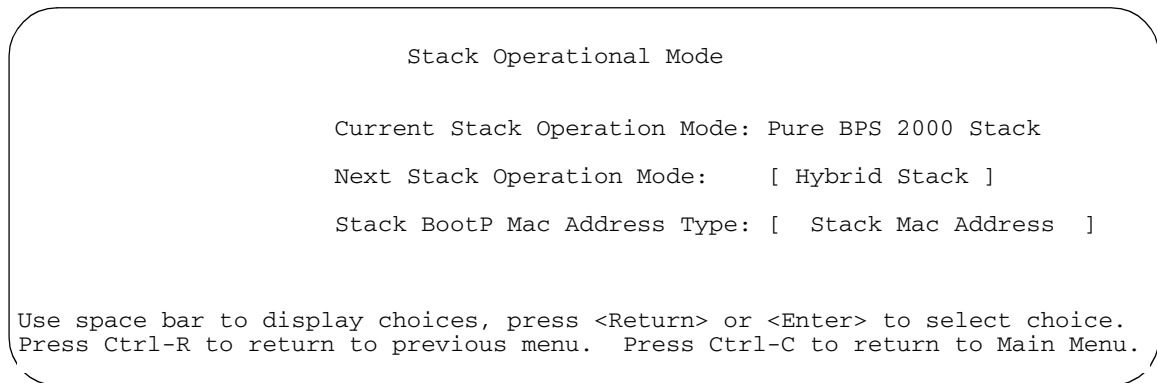 Stack Operational Mode
Current Stack Operation Mode: Pure BPS 2000 Stack
Next Stack Operation Mode: [ Hybrid Stack ]
Stack BootP Mac Address Type: [ Stack Mac Address ]
Use space bar to display choices, press <Return> or <Enter> to select choice.
Press Ctrl-R to return to previous menu. Press Ctrl-C to return to Main Menu.